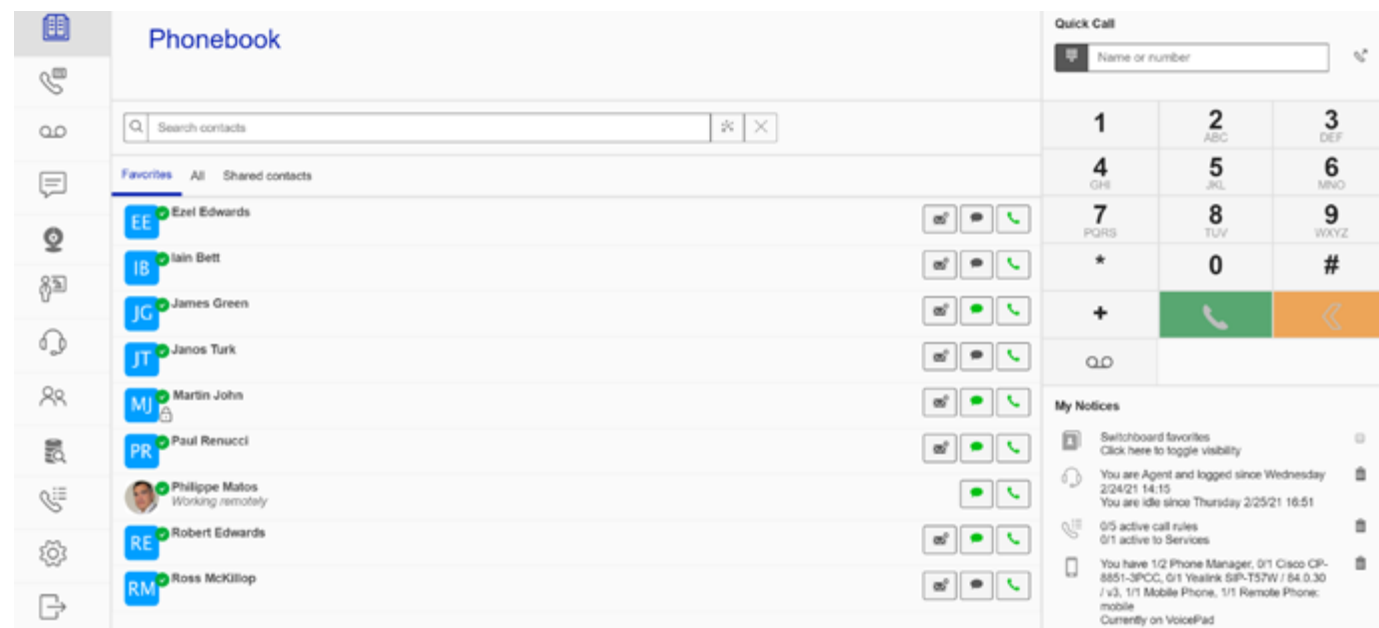 Phonebook
Search contacts
Favorites All Shared contacts
EE Ezel Edwards
IB Iain Bett
JG James Green
JT Janos Turk
MJ Martin John
PR Paul Renucci
Philippe Matos
Working remotely
RE Robert Edwards
RM Ross McKillop
Quick Call
Name or number
1 2 3
ABC DEF
4 5 6
GHI JKL MNO
7 8 9
PQRS TUV WXYZ
* 0 #
+
My Notices
Switchboard favorites
Click here to toggle visibility
You are Agent and logged since Wednesday
2/24/21 14:15
You are idle since Thursday 2/25/21 16:51
0/5 active call rules
0/1 active to Services
You have 1/2 Phone Manager, 0/1 Cisco CP-
8851-3PCC, 0/1 Yealink SIP-T57W / 84.0.30
/ v3, 1/1 Mobile Phone, 1/1 Remote Phone:
mobile
Currently on VoicePad